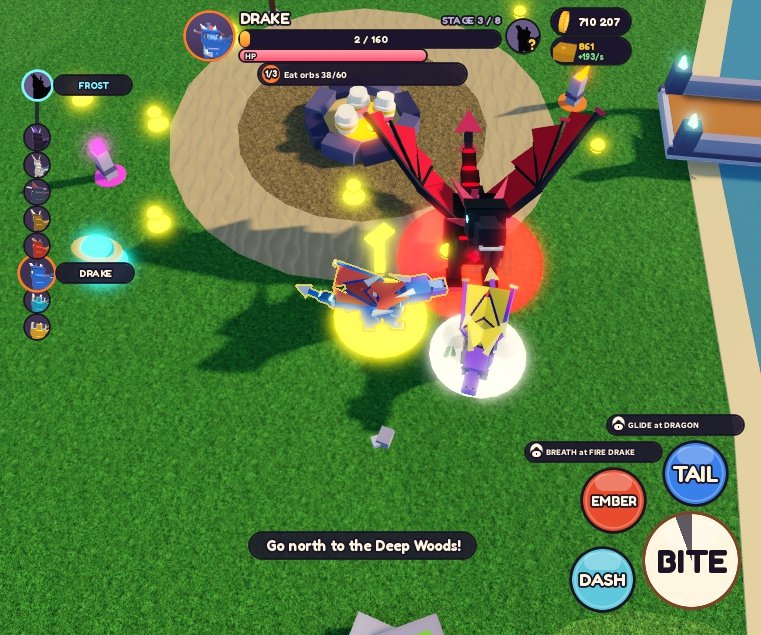 DRAKE
STAGE 3 / 8
2 / 160
HP
1/3 Eat orbs 38/60
?
710 207
861
+193/s
FROST
DRAKE
GLIDE at DRAGON
BREATH at FIRE DRAKE
TAIL
EMBER
BITE
DASH
Go north to the Deep Woods!